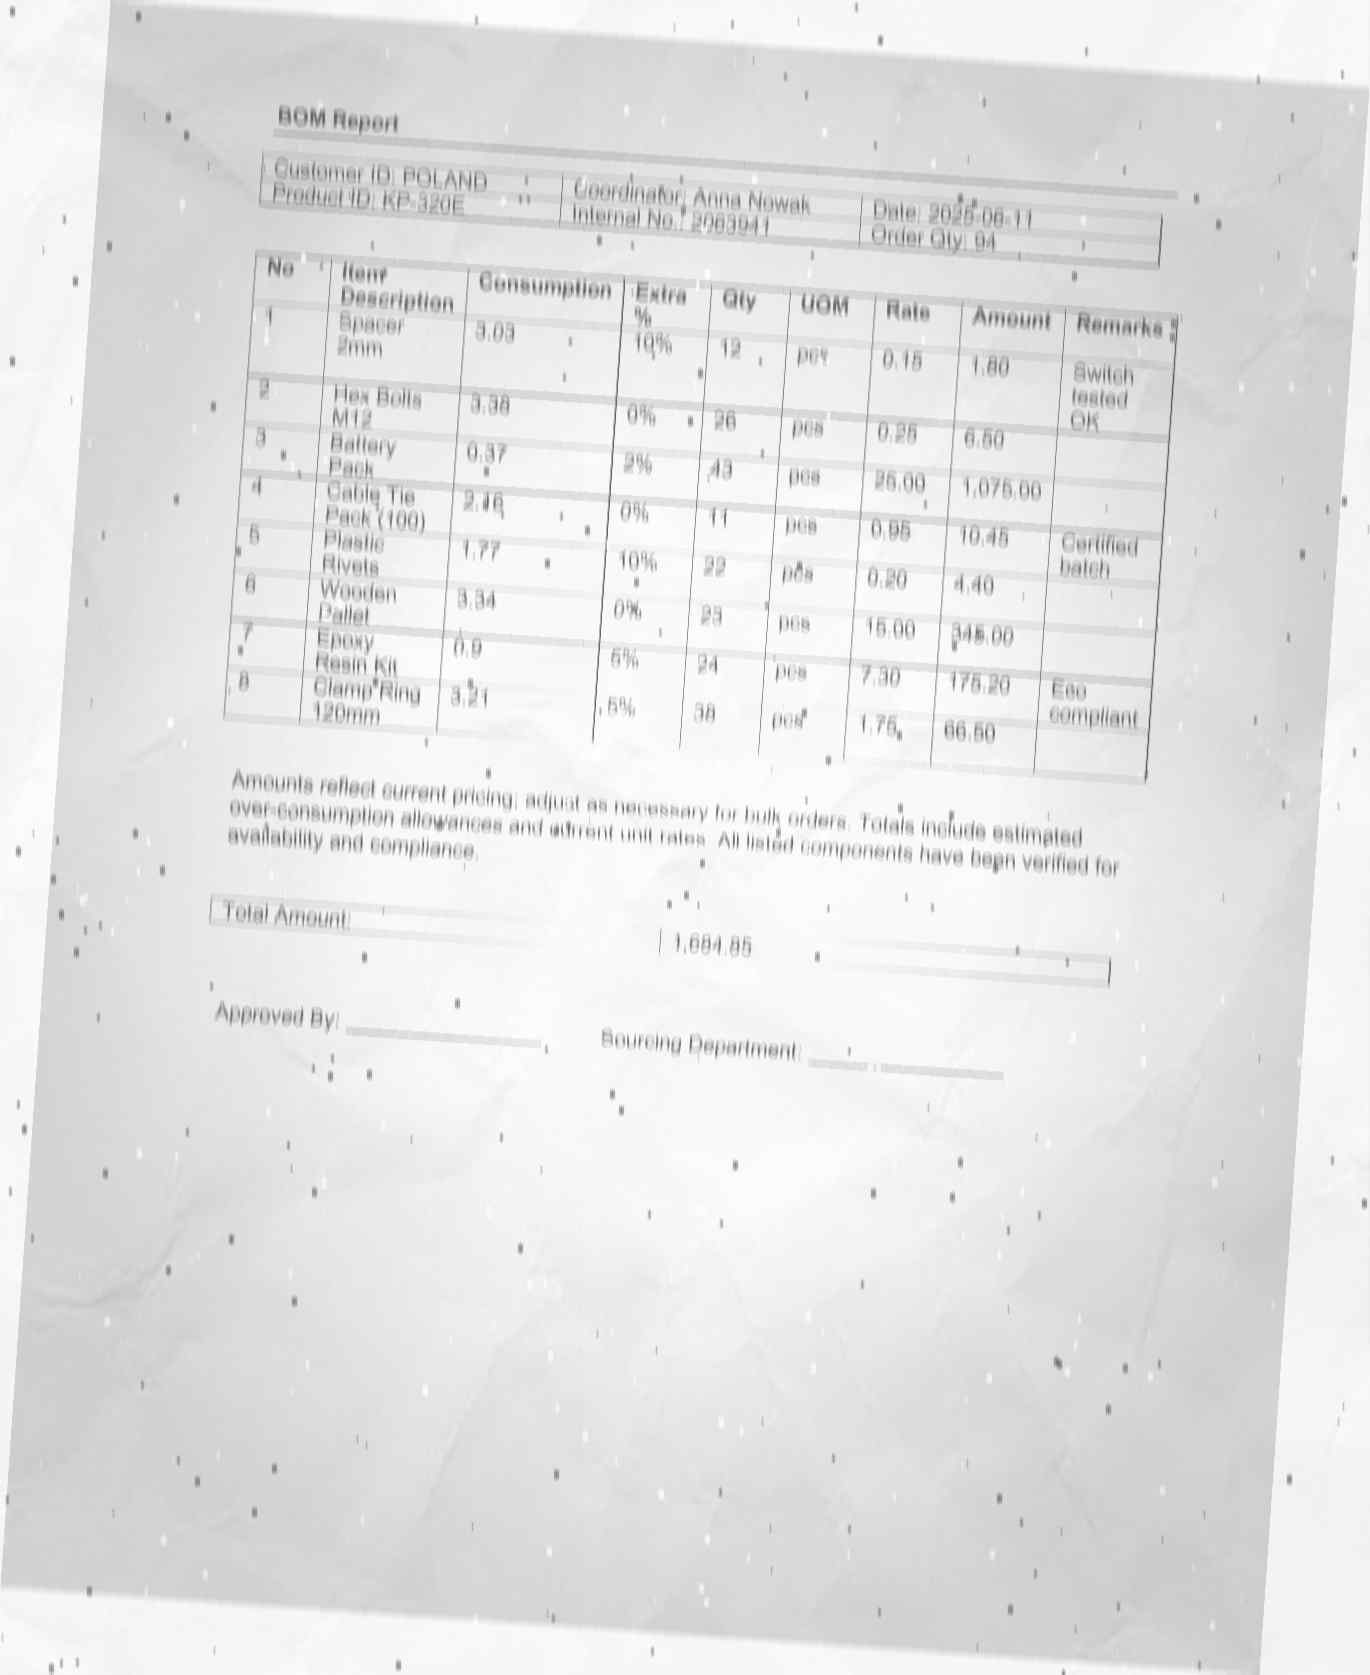 BOM Report
Customer ID: POLAND
Product ID: KP-320E
Coordinator: Anna Nowak
Internal No.: 2063941
Date: 2025-06-11
Order Qty: 94
No Item Description Consumption Extra % Qty UOM Rate Amount Remarks
1 Spacer 2mm 3.03 10% 12 pcs 0.15 1.80 Switch tested OK
2 Hex Bolts M12 3.38 0% 26 pcs 0.25 6.50
3 Battery Pack 0.37 2% 43 pcs 25.00 1,075.00
4 Cable Tie Pack (100) 2.16 0% 11 pcs 0.95 10.45 Certified batch
5 Plastic Rivets 1.77 10% 22 pcs 0.20 4.40
6 Wooden Pallet 3.34 0% 23 pcs 15.00 345.00
7 Epoxy Resin Kit 0.9 5% 24 pcs 7.30 175.20 Eco compliant
8 Clamp Ring 120mm 3.21 5% 38 pcs 1.75 66.50
Amounts reflect current pricing; adjust as necessary for bulk orders. Totals include estimated
over-consumption allowances and current unit rates. All listed components have been verified for
availability and compliance.
Total Amount: 1,684.85
Approved By:
Sourcing Department: